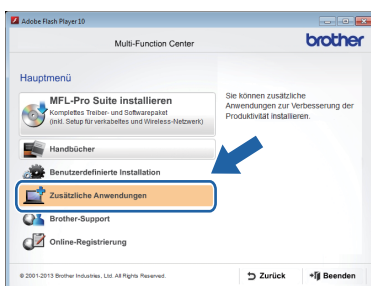 Adobe Flash Player 10
Multi-Function Center
brother
Hauptmenü
MFL-Pro Suite installieren
Komplettes Treiber- und Softwarepaket
(inkl. Setup für verkabeltes und Wireless-Netzwerk)
Handbücher
Benutzerdefinierte Installation
Zusätzliche Anwendungen
Brother-Support
Online-Registrierung
Sie können zusätzliche
Anwendungen zur Verbesserung der
Produktivität installieren.
© 2001-2013 Brother Industries, Ltd. All Rights Reserved.
Zurück
Beenden